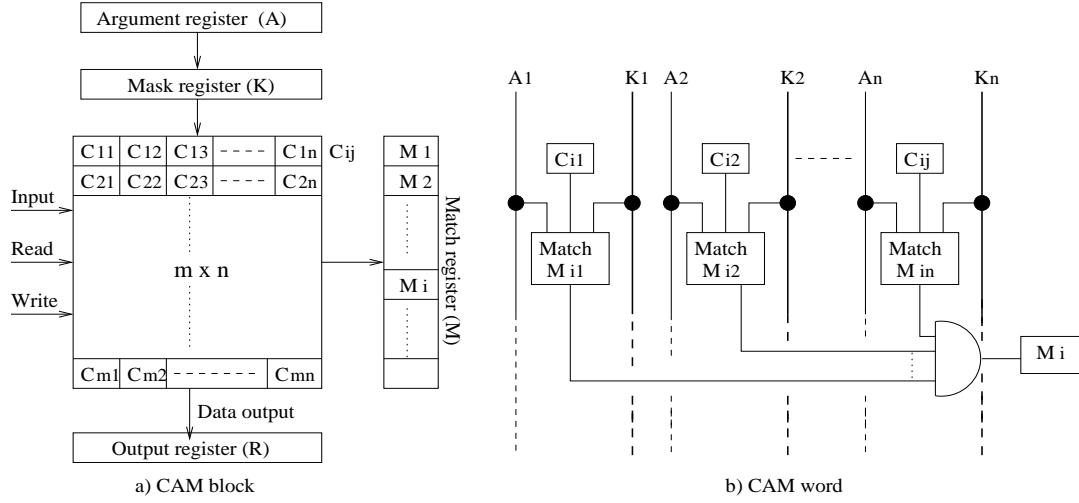 Argument register (A)
Mask register (K)
C11 C12 C13 C1n Cij
C21 C22 C23 C2n
Input
Read
Write
m x n
Cm1 Cm2 Cmn
M 1
M 2
M i
Match register (M)
Data output
Output register (R)
a) CAM block
A1 K1 A2 K2 An Kn
Ci1 Ci2 Cij
Match Match Match
M i1 M i2 M in
M i
b) CAM word